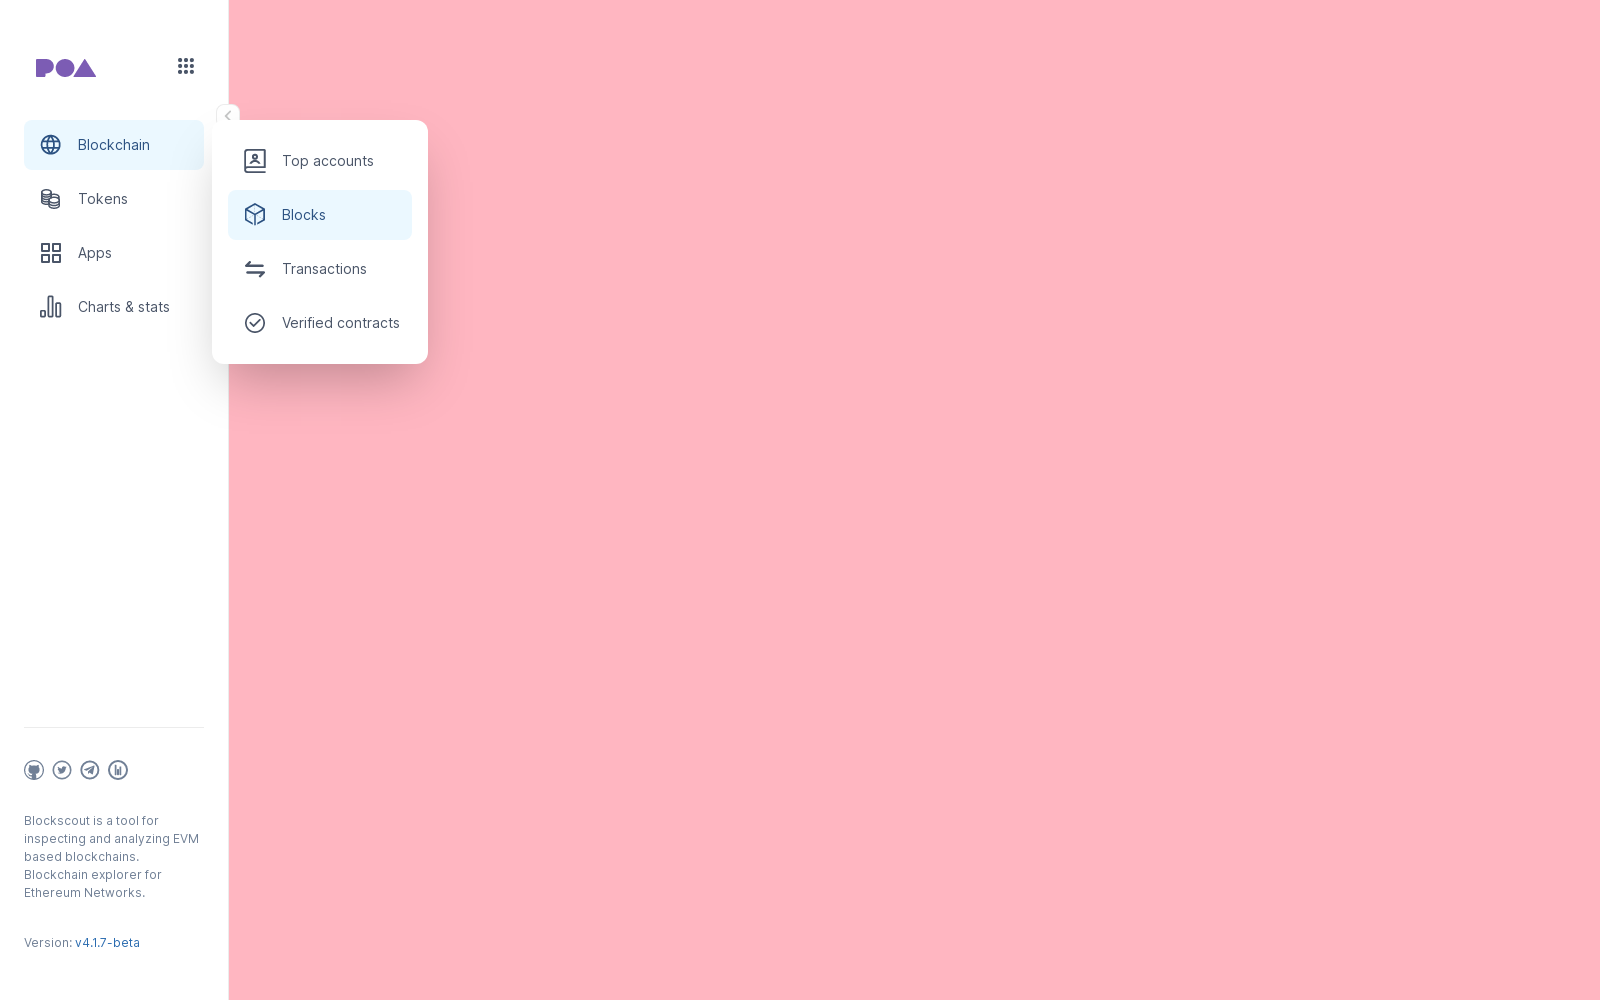 POA
Blockchain
Tokens
Apps
Charts & stats
Top accounts
Blocks
Transactions
Verified contracts
Blockscout is a tool for
inspecting and analyzing EVM
based blockchains.
Blockchain explorer for
Ethereum Networks.
Version: v4.1.7-beta